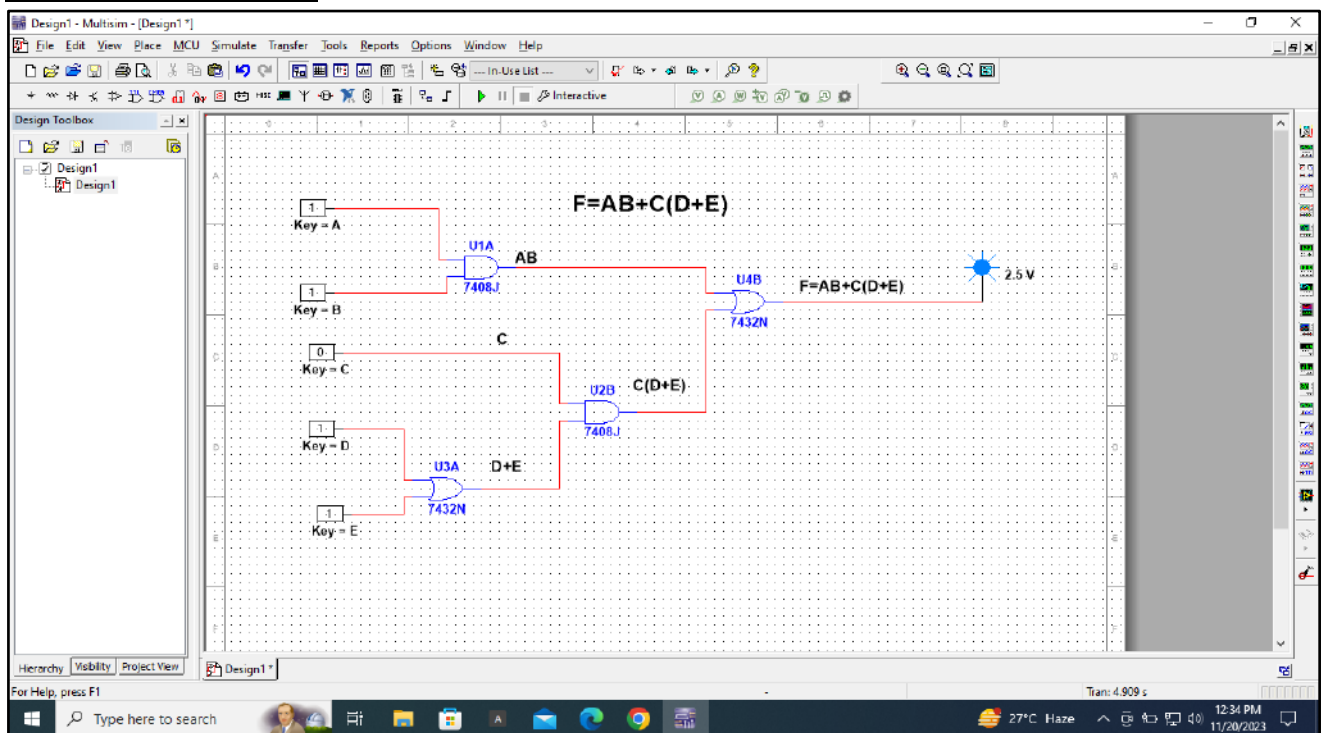 Design1 - Multisim - [Design1 *]
File Edit View Place MCU Simulate Transfer Tools Reports Options Window Help
--- In-Use List ---
Interactive
Design Toolbox
Design1
Design1
F=AB+C(D+E)
1
Key = A
U1A
AB
7408J
1
Key = B
U4B
7432N
F=AB+C(D+E)
2.5 V
C
0
Key = C
U2B
C(D+E)
7408J
1
Key = D
U3A
D+E
7432N
1
Key = E
Hierarchy Visibility Project View
Design1 *
For Help, press F1
Tran: 4.909 s
Type here to search
27°C Haze
12:34 PM
11/20/2023